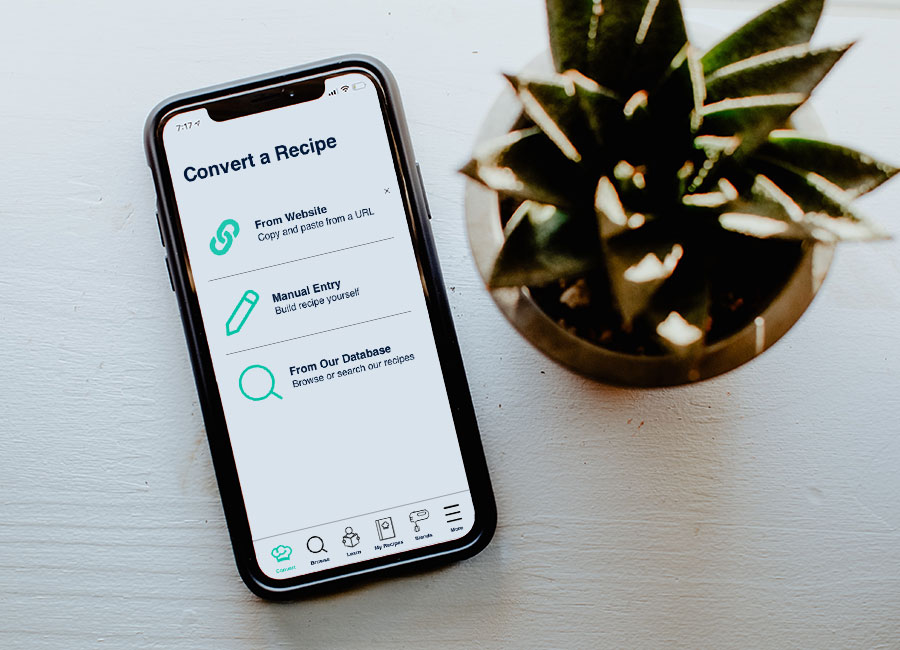 7:17
Convert a Recipe
From Website
Copy and paste from a URL
Manual Entry
Build recipe yourself
From Our Database
Browse or search our recipes
Convert
Browse
Learn
My Recipes
Blends
More